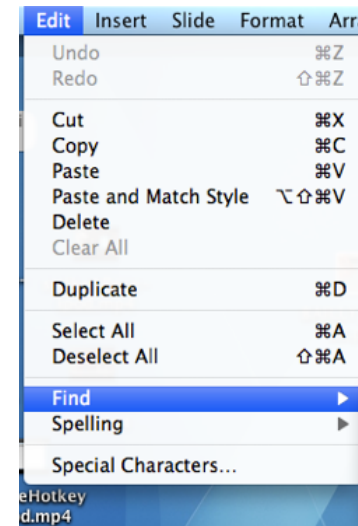 Edit Insert Slide Format Arr
Undo ⌘Z
Redo ⇧⌘Z
Cut ⌘X
Copy ⌘C
Paste ⌘V
Paste and Match Style ⌥⇧⌘V
Delete
Clear All
Duplicate ⌘D
Select All ⌘A
Deselect All ⇧⌘A
Find ▶
Spelling ▶
Special Characters...
eHotkey
d.mp4